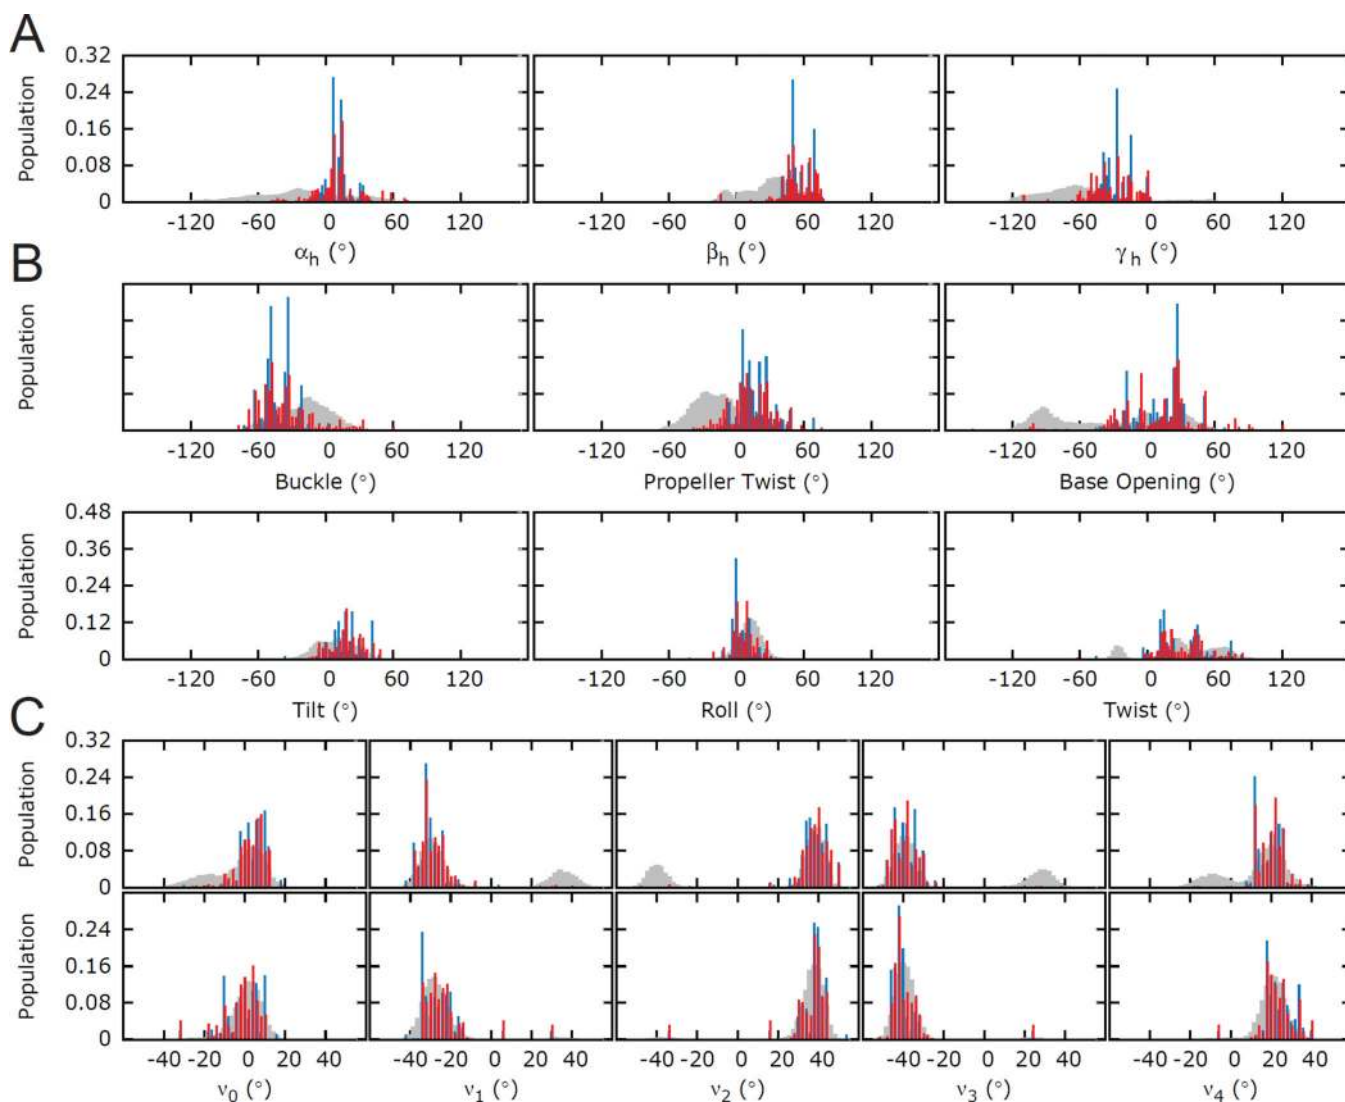 A
Population
0.32
0.24
0.16
0.08
0
-120 -60 0 60 120
-120 -60 0 60 120
-120 -60 0 60 120
αh (°)
βh (°)
γh (°)
B
Population
-120 -60 0 60 120
-120 -60 0 60 120
-120 -60 0 60 120
Buckle (°)
Propeller Twist (°)
Base Opening (°)
Population
0.48
0.36
0.24
0.12
0
-120 -60 0 60 120
-120 -60 0 60 120
-120 -60 0 60 120
Tilt (°)
Roll (°)
Twist (°)
C
Population
0.32
0.24
0.16
0.08
0
Population
0.24
0.16
0.08
0
-40 -20 0 20 40
-40 -20 0 20 40
-40 -20 0 20 40
-40 -20 0 20 40
-40 -20 0 20 40
ν0 (°)
ν1 (°)
ν2 (°)
ν3 (°)
ν4 (°)